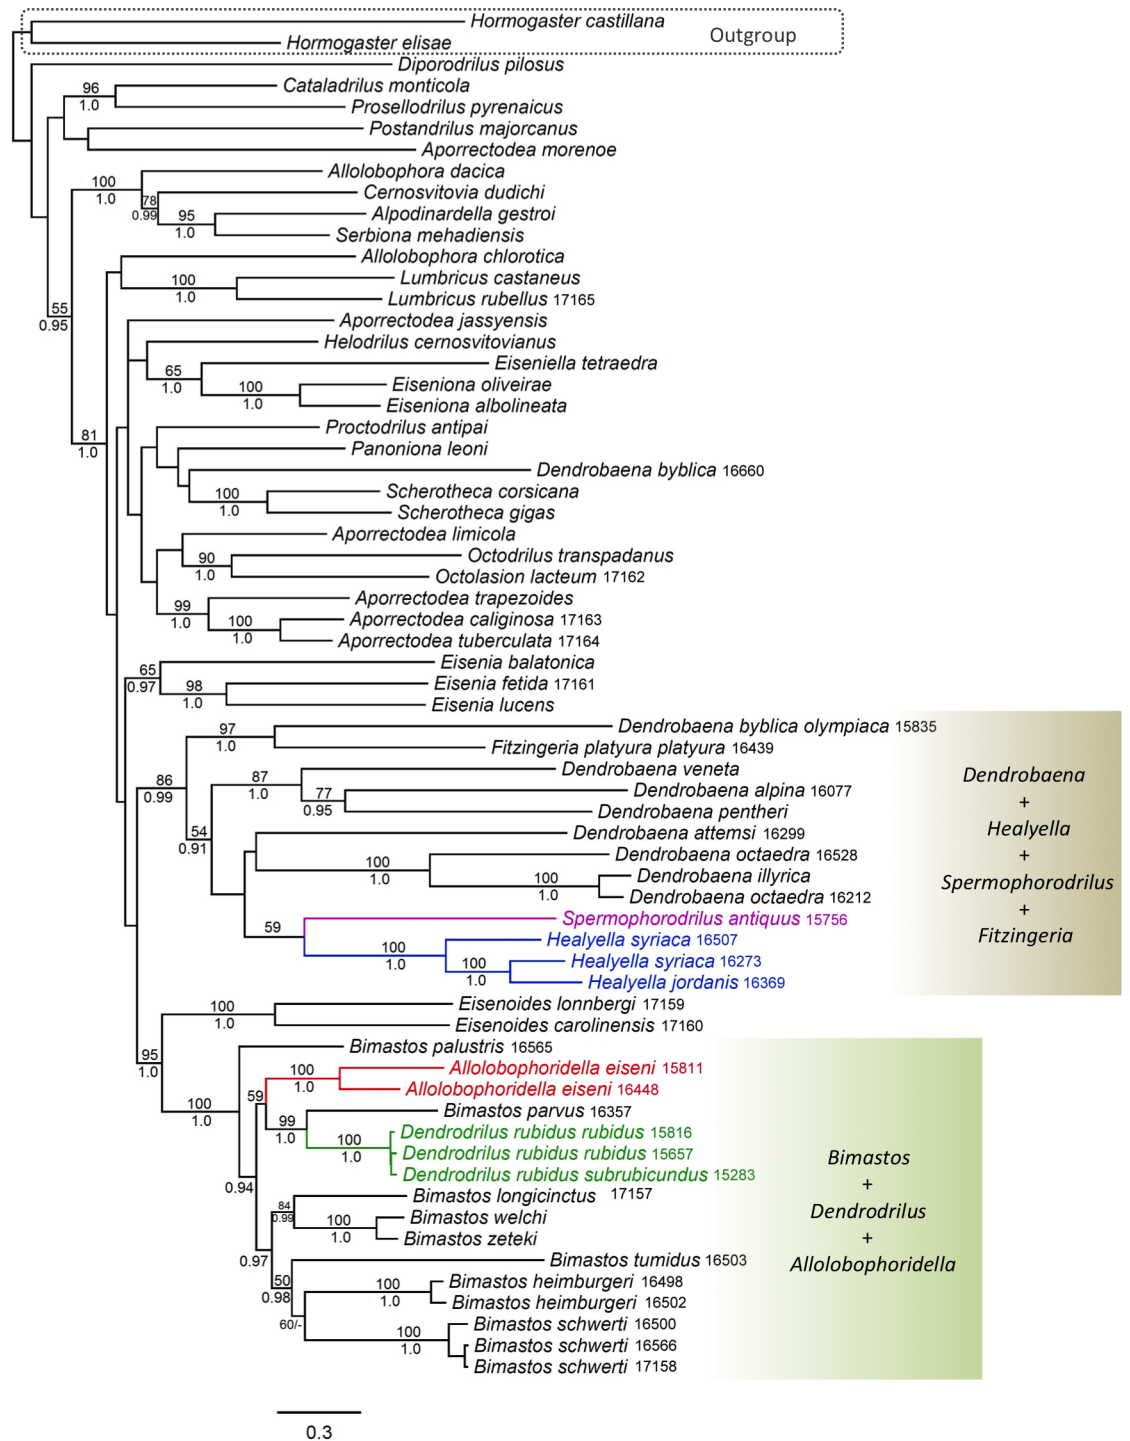 Hormogaster castillana
Outgroup
Hormogaster elisae
Diporodrilus pilosus
96
1.0
Cataladrilus monticola
Prosellodrilus pyrenaicus
Postandrilus majorcanus
Aporrectodea morenoe
100
1.0
Allolobophora dacica
78
0.99
Cernosvitovia dudichi
95
1.0
Alpodinardella gestroi
Serbiona mehadiensis
Allolobophora chlorotica
100
1.0
Lumbricus castaneus
Lumbricus rubellus 17165
55
0.95
Aporrectodea jassyensis
Helodrilus cernosvitovianus
65
1.0
Eiseniella tetraedra
100
1.0
Eiseniona oliveirae
Eiseniona albolineata
81
1.0
Proctodrilus antipai
Panoniona leoni
Dendrobaena byblica 16660
100
1.0
Scherotheca corsicana
Scherotheca gigas
Aporrectodea limicola
90
1.0
Octodrilus transpadanus
Octolasion lacteum 17162
99
1.0
Aporrectodea trapezoides
100
1.0
Aporrectodea caliginosa 17163
Aporrectodea tuberculata 17164
65
0.97
Eisenia balatonica
98
1.0
Eisenia fetida 17161
Eisenia lucens
97
1.0
Dendrobaena byblica olympiaca 15835
Fitzingeria platyura platyura 16439
86
0.99
87
1.0
Dendrobaena veneta
77
0.95
Dendrobaena alpina 16077
Dendrobaena pentheri
54
0.91
Dendrobaena attemsi 16299
100
1.0
Dendrobaena octaedra 16528
100
1.0
Dendrobaena illyrica
Dendrobaena octaedra 16212
59
Spermophorodrilus antiquus 15756
100
1.0
Healyella syriaca 16507
100
1.0
Healyella syriaca 16273
Healyella jordanis 16369
Dendrobaena
+
Healyella
+
Spermophorodrilus
+
Fitzingeria
100
1.0
Eisenoides lonnbergi 17159
Eisenoides carolinensis 17160
95
1.0
100
1.0
Bimastos palustris 16565
59
100
1.0
Allolobophoridella eiseni 15811
Allolobophoridella eiseni 16448
99
1.0
Bimastos parvus 16357
100
1.0
Dendrodrilus rubidus rubidus 15816
Dendrodrilus rubidus rubidus 15657
Dendrodrilus rubidus subrubicundus 15283
0.94
84
0.99
Bimastos longicinctus 17157
100
1.0
Bimastos welchi
Bimastos zeteki
0.97
50
0.98
Bimastos tumidus 16503
60/-
100
1.0
Bimastos heimburgeri 16498
Bimastos heimburgeri 16502
100
1.0
Bimastos schwerti 16500
Bimastos schwerti 16566
Bimastos schwerti 17158
Bimastos
+
Dendrodrilus
+
Allolobophoridella
0.3